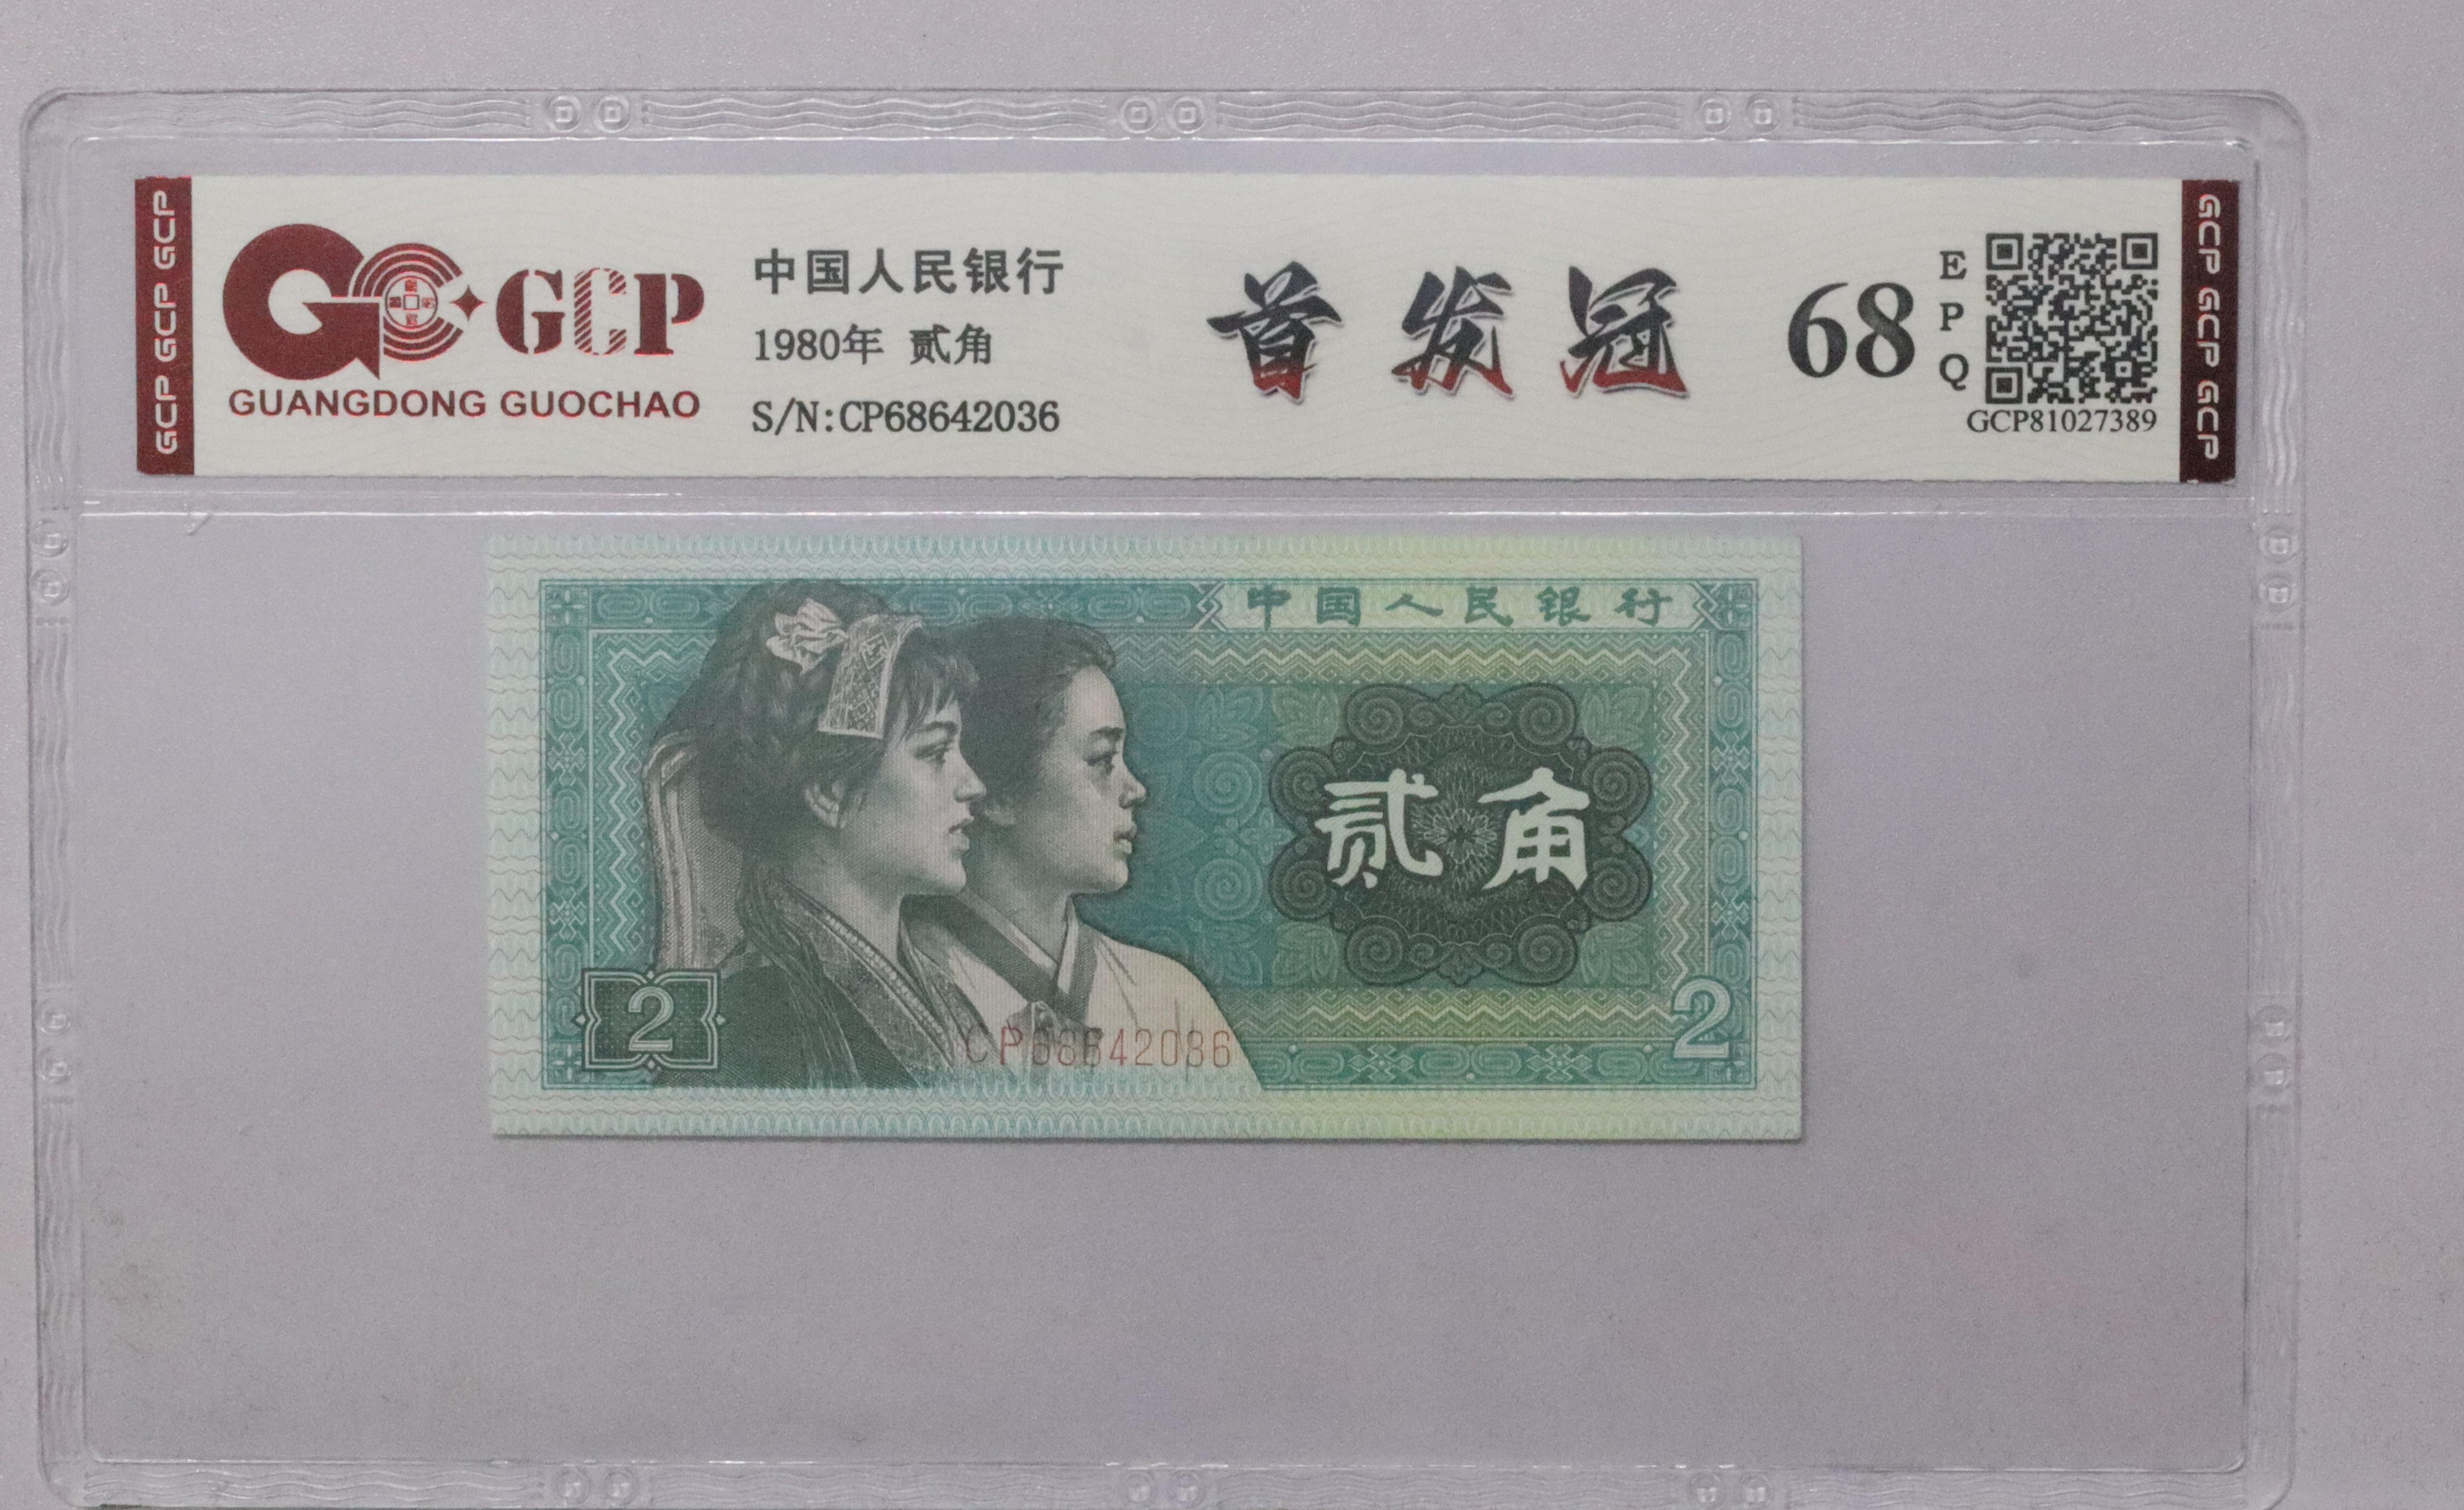 GCP GCP GCP
GCP
GUANGDONG GUOCHAO
中国人民银行
1980年 贰角
S/N:CP68642036
首发冠
68
EPQ
GCP81027389
GCP GCP GCP
中国人民银行
贰角
2
CP68642036
2